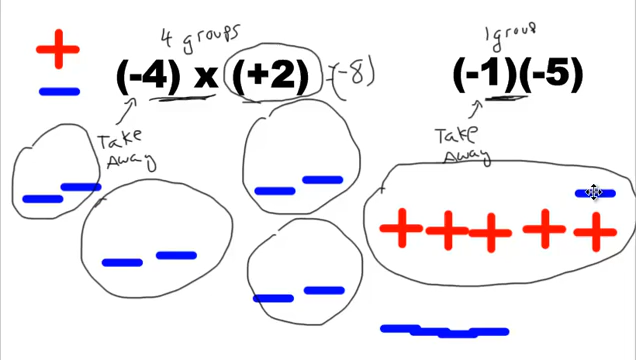 4 groups
(-4) x (+2) = (-8)
Take
Away
1 group
(-1)(-5)
Take
Away